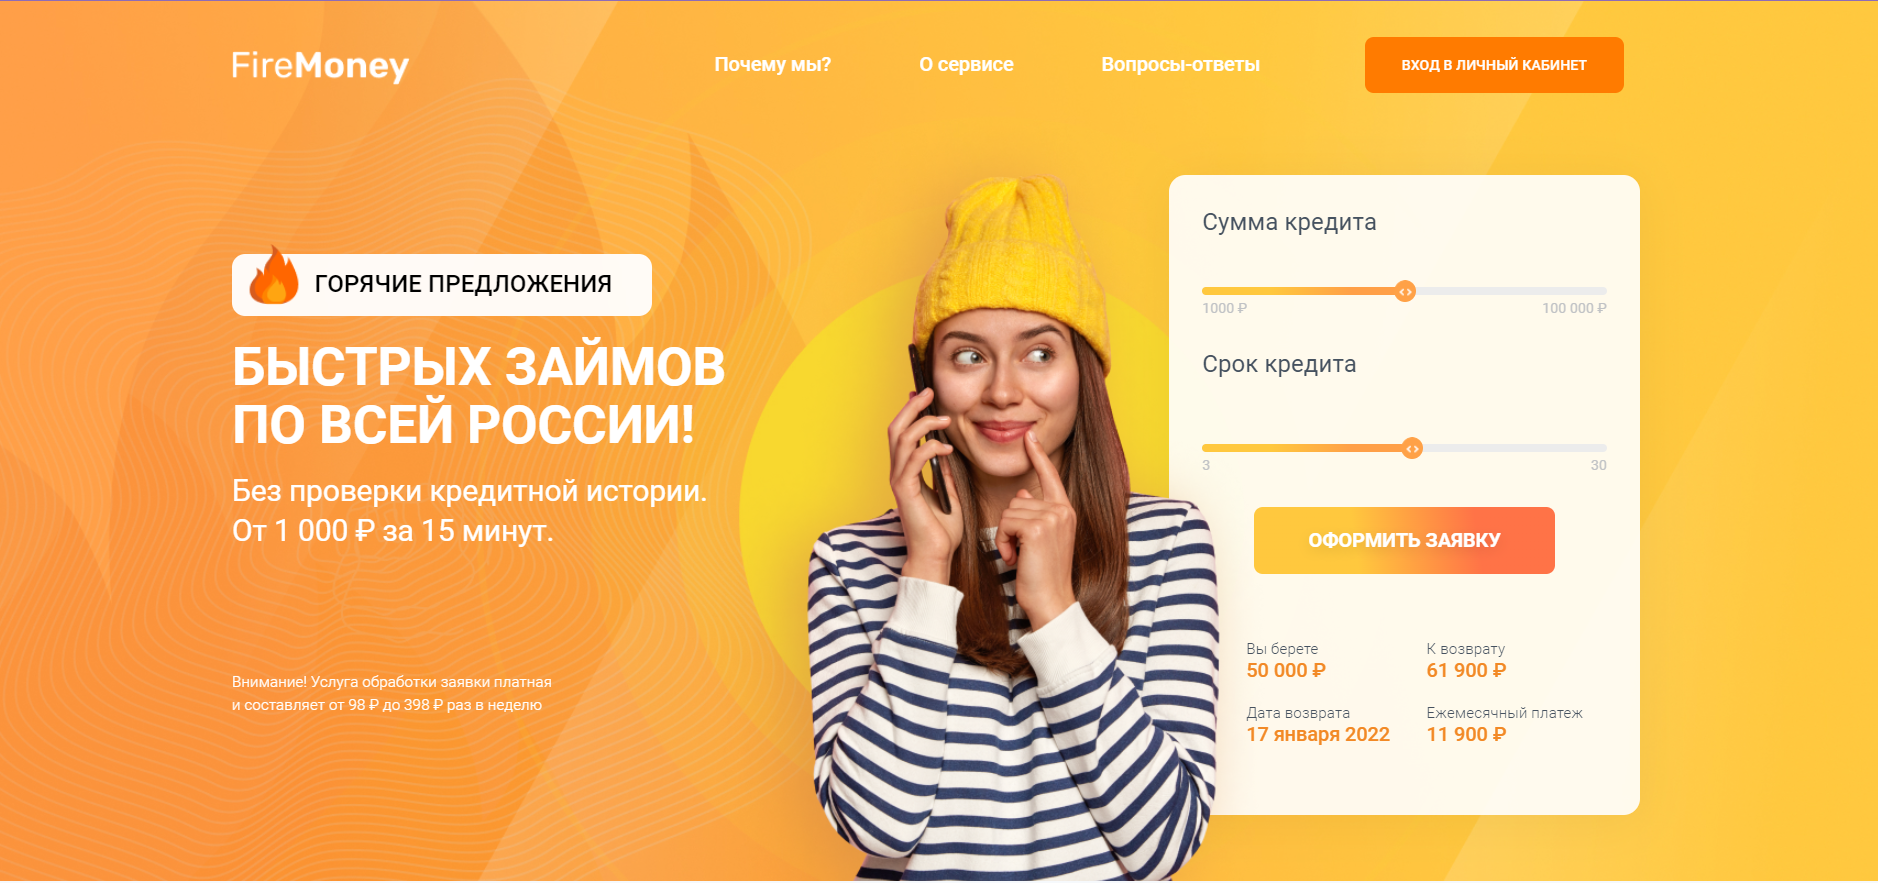 FireMoney
Почему мы?
О сервисе
Вопросы-ответы
ВХОД В ЛИЧНЫЙ КАБИНЕТ
ГОРЯЧИЕ ПРЕДЛОЖЕНИЯ
БЫСТРЫХ ЗАЙМОВ
ПО ВСЕЙ РОССИИ!
Без проверки кредитной истории.
От 1 000 ₽ за 15 минут.
Внимание! Услуга обработки заявки платная
и составляет от 98 ₽ до 398 ₽ раз в неделю
Сумма кредита
1000 ₽
100 000 ₽
Срок кредита
3
30
ОФОРМИТЬ ЗАЯВКУ
Вы берете
50 000 ₽
К возврату
61 900 ₽
Дата возврата
17 января 2022
Ежемесячный платеж
11 900 ₽